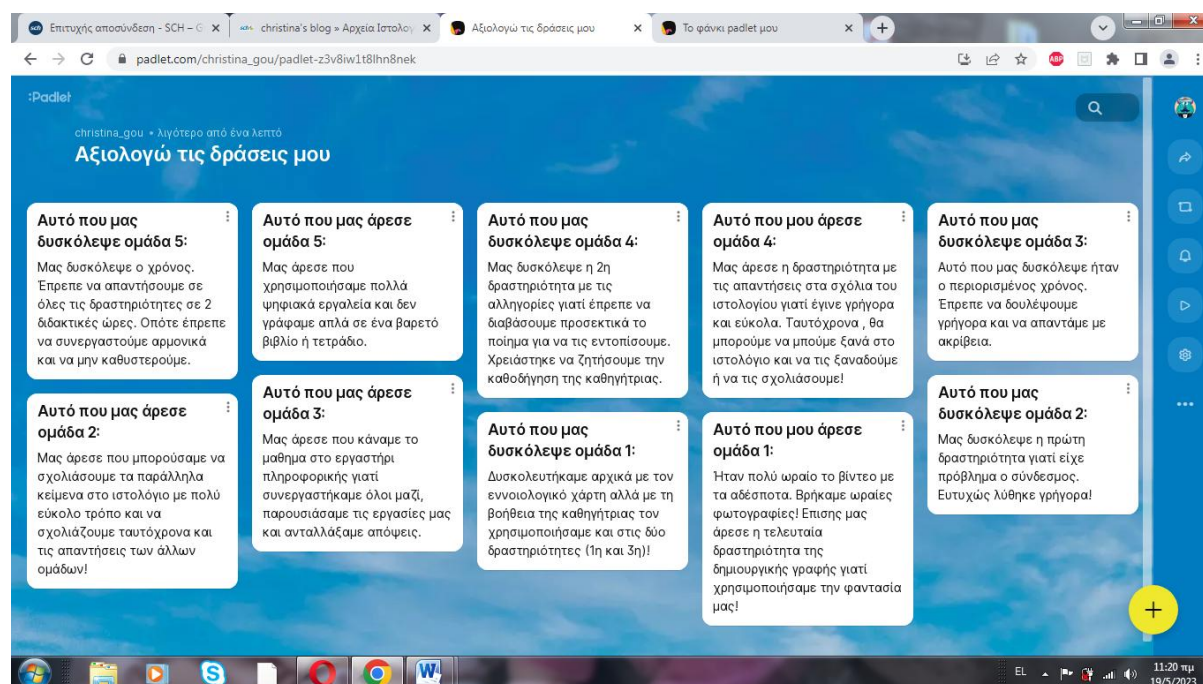 Επιτυχής αποσύνδεση - SCH – G
christina's blog » Αρχεία Ιστολογ
Αξιολογώ τις δράσεις μου
Το φάνκι padlet μου
padlet.com/christina_gou/padlet-z3v8iw1t8lhn8nek
ABP
:Padlet
christina_gou • λιγότερο από ένα λεπτό
Αξιολογώ τις δράσεις μου
Αυτό που μας
δυσκόλεψε ομάδα 5:
Μας δυσκόλεψε ο χρόνος.
Έπρεπε να απαντήσουμε σε
όλες τις δραστηριότητες σε 2
διδακτικές ώρες. Οπότε έπρεπε
να συνεργαστούμε αρμονικά
και να μην καθυστερούμε.
Αυτό που μας άρεσε
ομάδα 2:
Μας άρεσε που μπορούσαμε να
σχολιάσουμε τα παράλληλα
κείμενα στο ιστολόγιο με πολύ
εύκολο τρόπο και να
σχολιάζουμε ταυτόχρονα και
τις απαντήσεις των άλλων
ομάδων!
Αυτό που μας άρεσε
ομάδα 5:
Μας άρεσε που
χρησιμοποιήσαμε πολλά
ψηφιακά εργαλεία και δεν
γράφαμε απλά σε ένα βαρετό
βιβλίο ή τετράδιο.
Αυτό που μας άρεσε
ομάδα 3:
Μας άρεσε που κάναμε το
μαθημα στο εργαστήρι
πληροφορικής γιατί
συνεργαστήκαμε όλοι μαζί,
παρουσιάσαμε τις εργασίες μας
και ανταλλάξαμε απόψεις.
Αυτό που μας
δυσκόλεψε ομάδα 4:
Μας δυσκόλεψε η 2η
δραστηριότητα με τις
αλληγορίες γιατί έπρεπε να
διαβάσουμε προσεκτικά το
ποίημα για να τις εντοπίσουμε.
Χρειάστηκε να ζητήσουμε την
καθοδήγηση της καθηγήτριας.
Αυτό που μας
δυσκόλεψε ομάδα 1:
Δυσκολευτήκαμε αρχικά με τον
εννοιολογικό χάρτη αλλά με τη
βοήθεια της καθηγήτριας τον
χρησιμοποιήσαμε και στις δύο
δραστηριότητες (1η και 3η)!
Αυτό που μου άρεσε
ομάδα 4:
Μας άρεσε η δραστηριότητα με
τις απαντήσεις στα σχόλια του
ιστολογίου γιατί έγινε γρήγορα
και εύκολα. Ταυτόχρονα , θα
μπορούμε να μπούμε ξανά στο
ιστολόγιο και να τις ξαναδούμε
ή να τις σχολιάσουμε!
Αυτό που μου άρεσε
ομάδα 1:
Ήταν πολύ ωραίο το βίντεο με
τα αδέσποτα. Βρήκαμε ωραίες
φωτογραφίες! Επισης μας
άρεσε η τελευταία
δραστηριότητα της
δημιουργικής γραφής γιατί
χρησιμοποιήσαμε την φαντασία
μας!
Αυτό που μας
δυσκόλεψε ομάδα 3:
Αυτό που μας δυσκόλεψε ήταν
ο περιορισμένος χρόνος.
Έπρεπε να δουλέψουμε
γρήγορα και να απαντάμε με
ακρίβεια.
Αυτό που μας
δυσκόλεψε ομάδα 2:
Μας δυσκόλεψε η πρώτη
δραστηριότητα γιατί είχε
πρόβλημα ο σύνδεσμος.
Ευτυχώς λύθηκε γρήγορα!
EL
11:20 πμ
19/5/2023